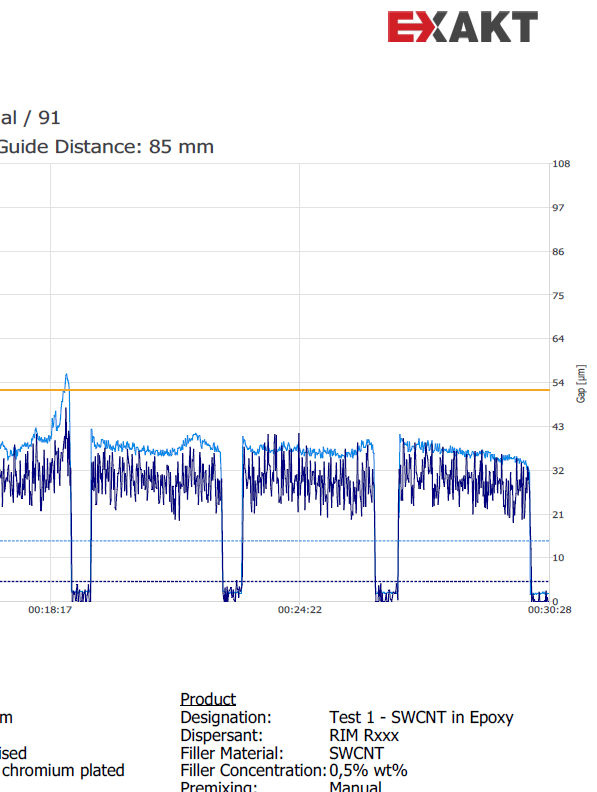 EXAKT
al / 91
Guide Distance: 85 mm
108
97
86
75
64
54
43
32
21
10
0
Gap [µm]
00:18:17 00:24:22 00:30:28
Product
m Designation: Test 1 - SWCNT in Epoxy
Dispersant: RIM Rxxx
ised Filler Material: SWCNT
chromium plated Filler Concentration: 0,5% wt%
Premixing: Manual